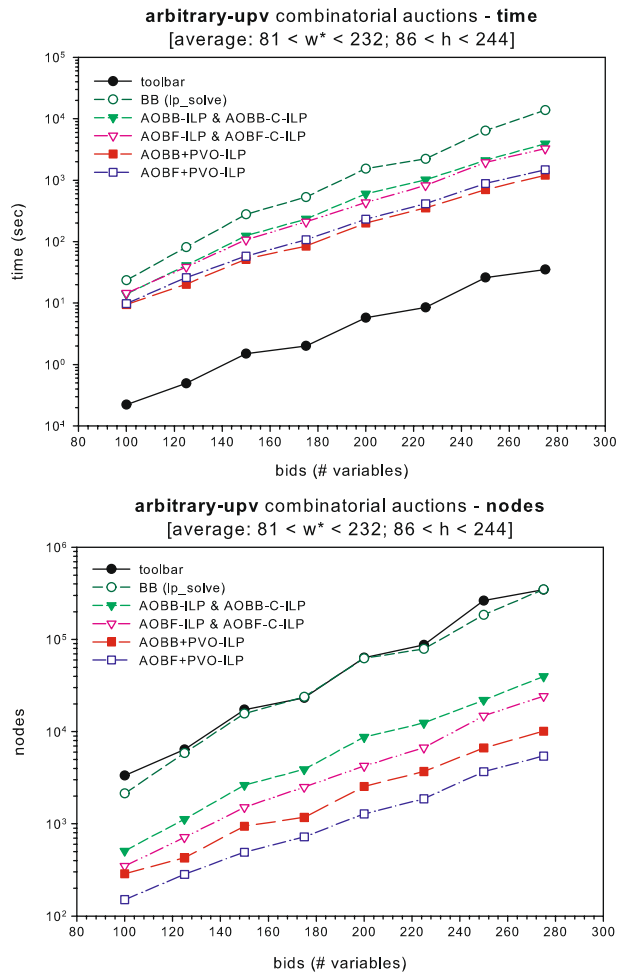 arbitrary-upv combinatorial auctions - time
[average: 81 < w* < 232; 86 < h < 244]
10^5
10^4
10^3
10^2
10^1
10^0
10^-1
time (sec)
toolbar
BB (lp_solve)
AOBB-ILP & AOBB-C-ILP
AOBF-ILP & AOBF-C-ILP
AOBB+PVO-ILP
AOBF+PVO-ILP
80 100 120 140 160 180 200 220 240 260 280 300
bids (# variables)
arbitrary-upv combinatorial auctions - nodes
[average: 81 < w* < 232; 86 < h < 244]
10^6
10^5
10^4
10^3
10^2
nodes
toolbar
BB (lp_solve)
AOBB-ILP & AOBB-C-ILP
AOBF-ILP & AOBF-C-ILP
AOBB+PVO-ILP
AOBF+PVO-ILP
80 100 120 140 160 180 200 220 240 260 280 300
bids (# variables)